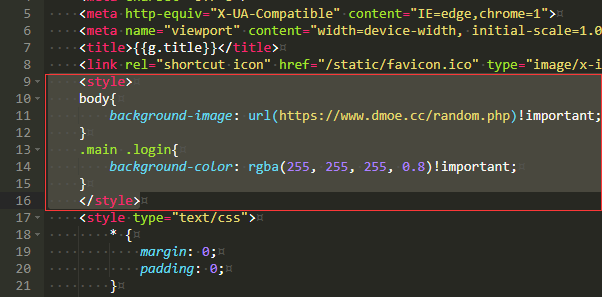 5 <meta http-equiv="X-UA-Compatible" content="IE=edge,chrome=1">
6 <meta name="viewport" content="width=device-width, initial-scale=1.0
7 <title>{{g.title}}</title>
8 <link rel="shortcut icon" href="/static/favicon.ico" type="image/x-i
9 <style>
10 body{
11 background-image: url(https://www.dmoe.cc/random.php)!important;
12 }
13 .main .login{
14 background-color: rgba(255, 255, 255, 0.8)!important;
15 }
16 </style>
17 <style type="text/css">
18 * {
19 margin: 0;
20 padding: 0;
21 }